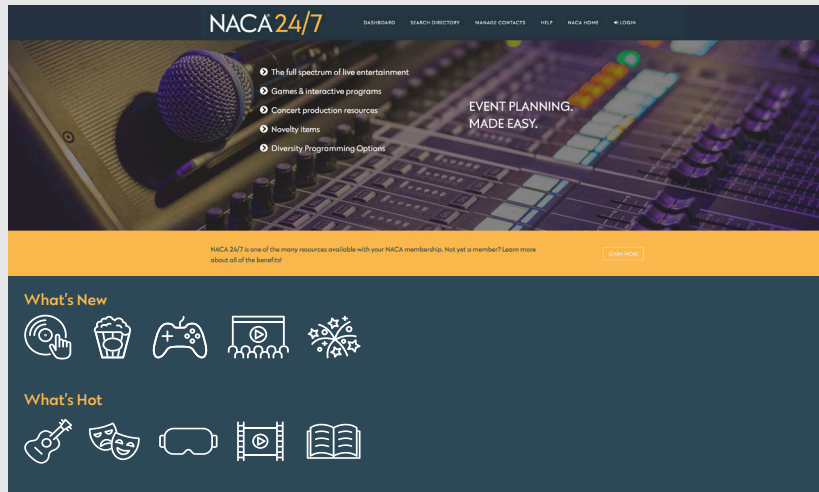 NACA® 24/7
DASHBOARD SEARCH DIRECTORY MANAGE CONTACTS HELP NACA HOME LOGIN
The full spectrum of live entertainment
Games & interactive programs
Concert production resources
Novelty items
Diversity Programming Options
EVENT PLANNING.
MADE EASY.
NACA 24/7 is one of the many resources available with your NACA membership. Not yet a member? Learn more
about all of the benefits!
LEARN MORE
What's New
What's Hot